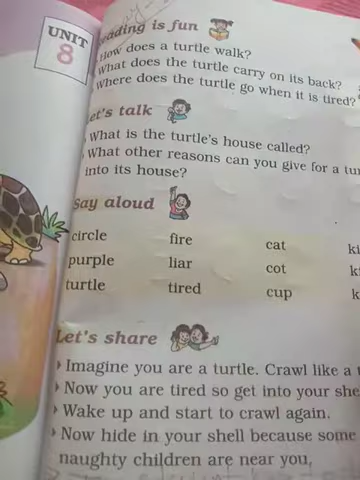 UNIT
8
eading is fun
How does a turtle walk?
What does the turtle carry on its back?
Where does the turtle go when it is tired?
et's talk
What is the turtle's house called?
What other reasons can you give for a tur
into its house?
Say aloud
circle fire cat ki
purple liar cot k
turtle tired cup k
Let's share
Imagine you are a turtle. Crawl like a t
Now you are tired so get into your she
Wake up and start to crawl again.
Now hide in your shell because some
naughty children are near you,